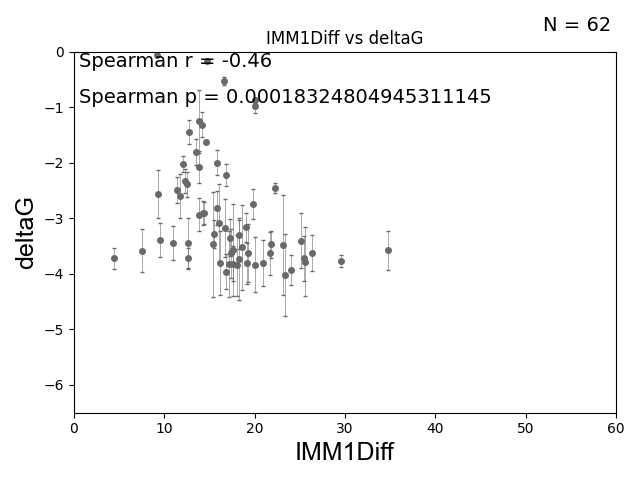 N = 62
IMM1Diff vs deltaG
Spearman r = -0.46
Spearman p = 0.00018324804945311145
0
−1
−2
−3
−4
−5
−6
deltaG
0 10 20 30 40 50 60
IMM1Diff